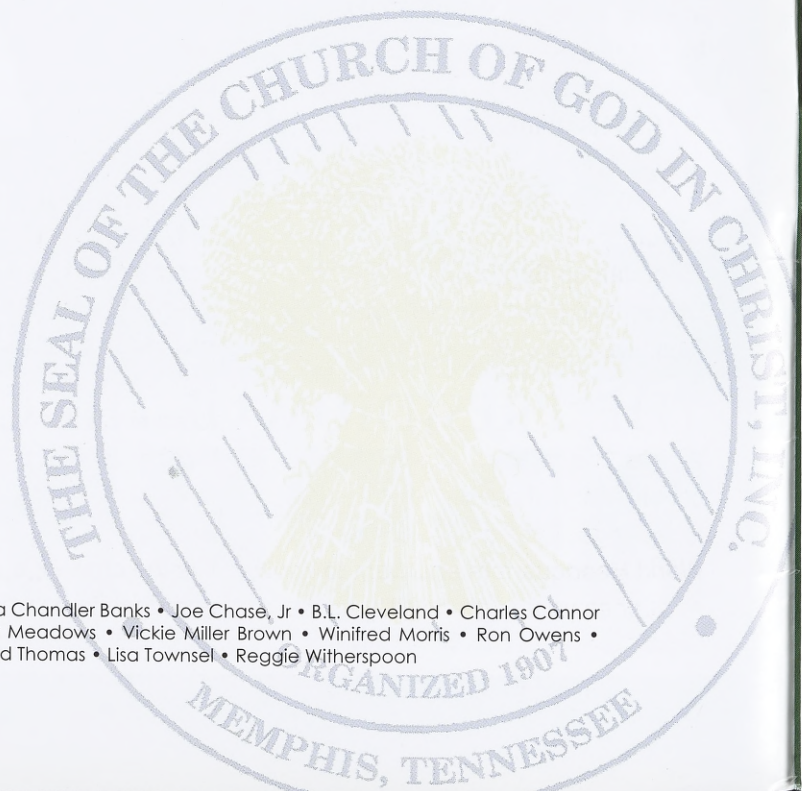 THE SEAL OF THE CHURCH OF GOD IN CHRIST, INC.
a Chandler Banks • Joe Chase, Jr • B.L. Cleveland • Charles Connor
Meadows • Vickie Miller Brown • Winifred Morris • Ron Owens •
d Thomas • Lisa Townsel • Reggie Witherspoon
ORGANIZED 1907
MEMPHIS, TENNESSEE